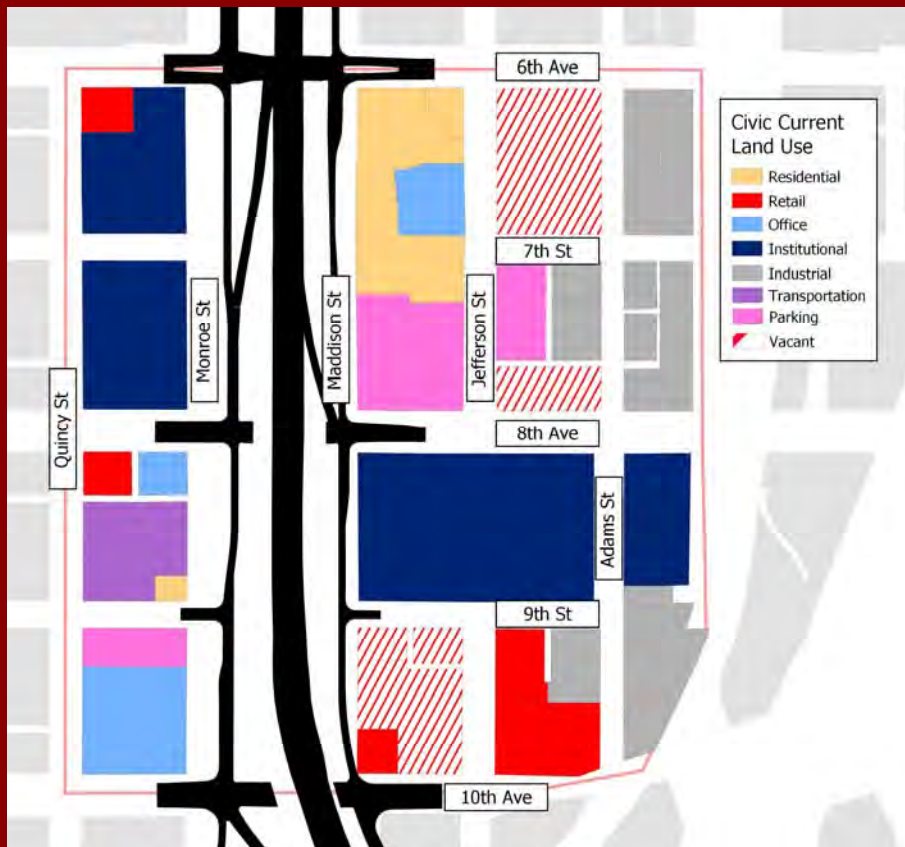 6th Ave
Civic Current
Land Use
Residential
Retail
Office
Institutional
Industrial
Transportation
Parking
Vacant
7th St
Monroe St
Maddison St
Jefferson St
Quincy St
8th Ave
Adams St
9th St
10th Ave